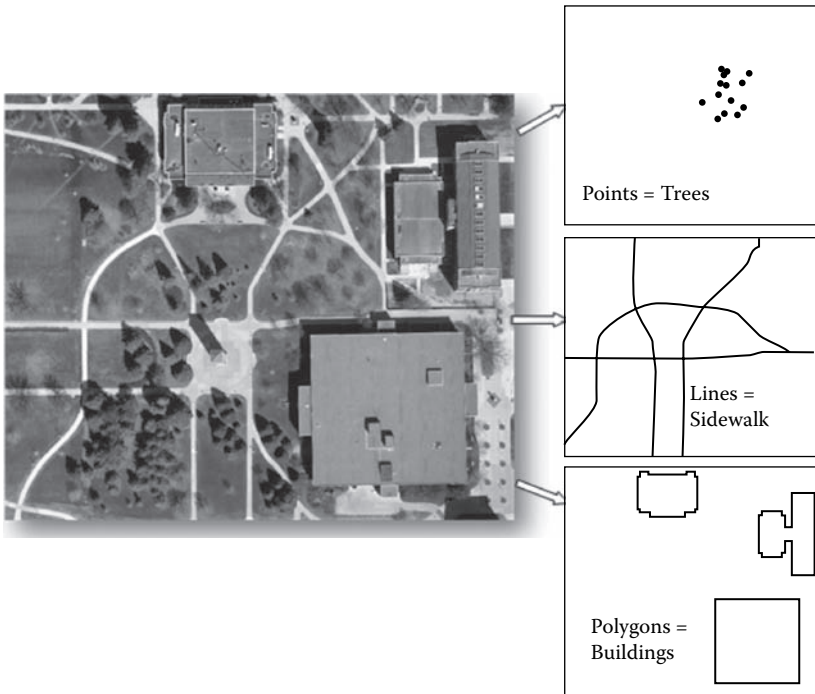 Points = Trees
Lines =
Sidewalk
Polygons =
Buildings